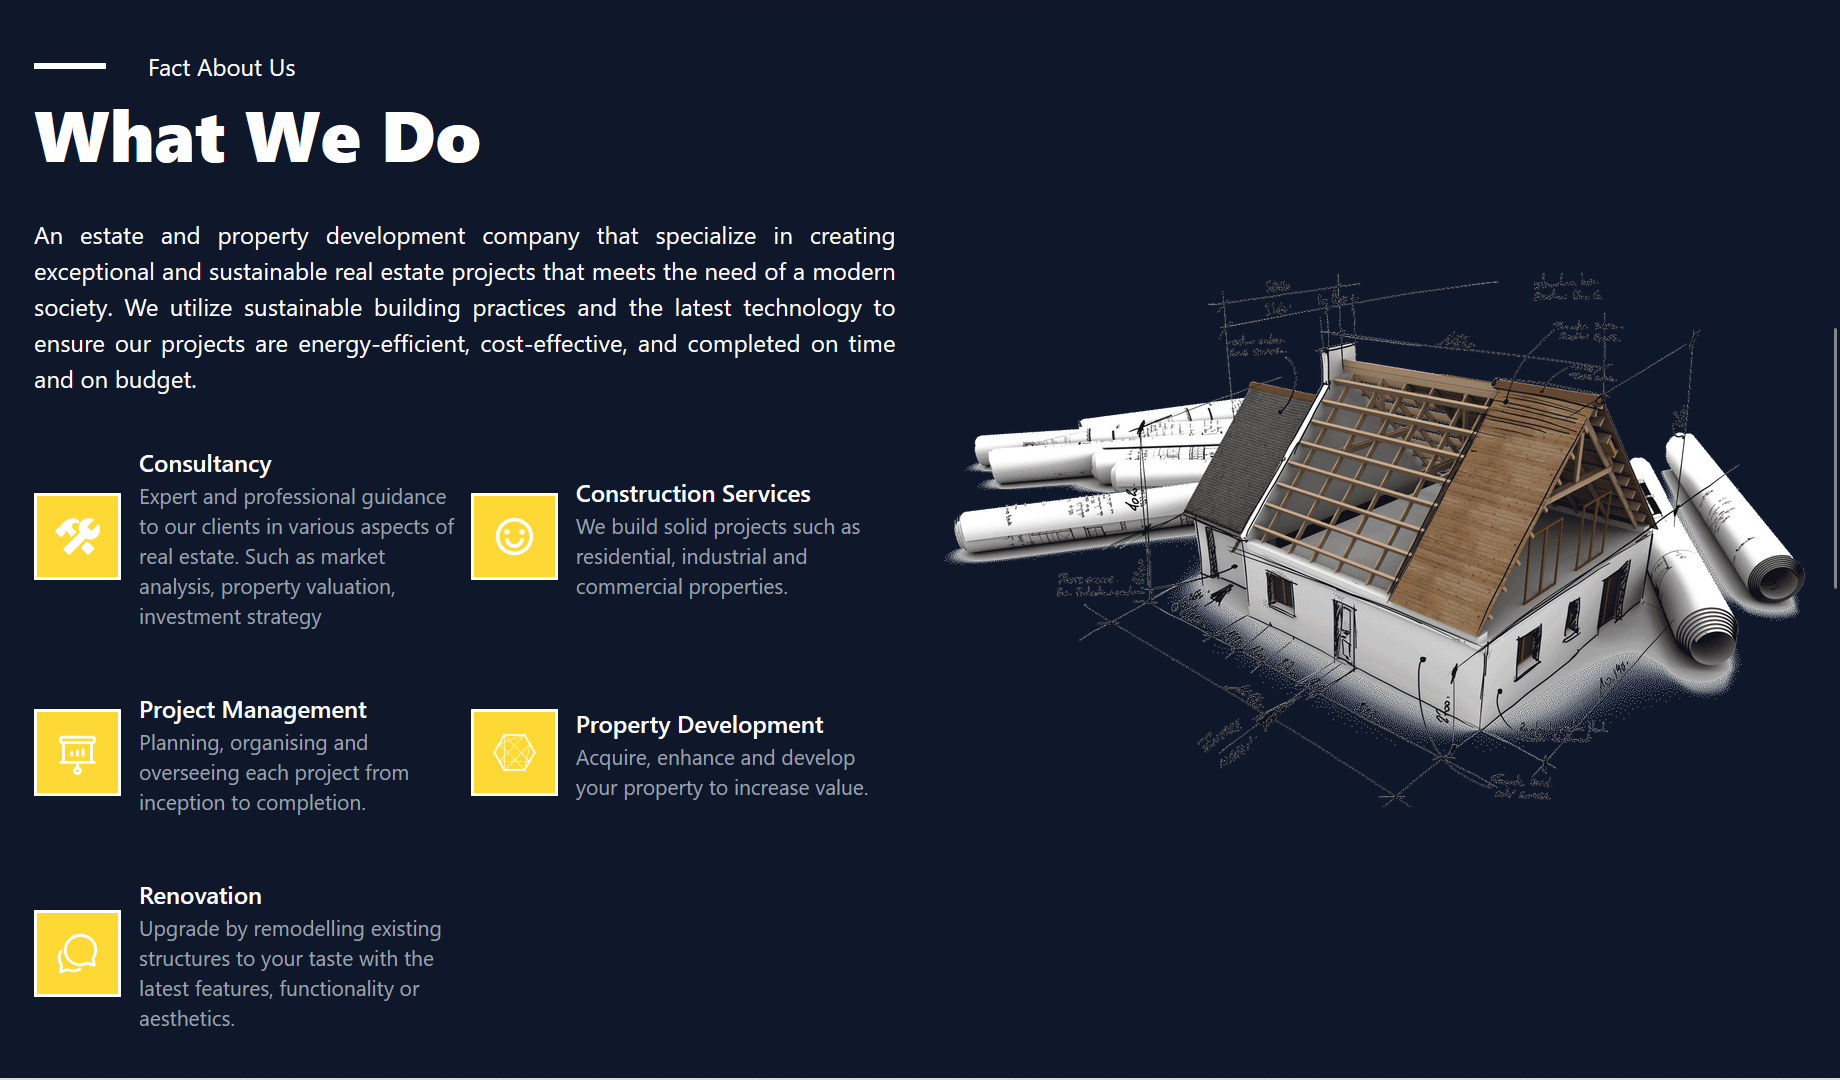 Fact About Us
What We Do
An estate and property development company that specialize in creating
exceptional and sustainable real estate projects that meets the need of a modern
society. We utilize sustainable building practices and the latest technology to
ensure our projects are energy-efficient, cost-effective, and completed on time
and on budget.
Consultancy
Expert and professional guidance
to our clients in various aspects of
real estate. Such as market
analysis, property valuation,
investment strategy
Construction Services
We build solid projects such as
residential, industrial and
commercial properties.
Project Management
Planning, organising and
overseeing each project from
inception to completion.
Property Development
Acquire, enhance and develop
your property to increase value.
Renovation
Upgrade by remodelling existing
structures to your taste with the
latest features, functionality or
aesthetics.